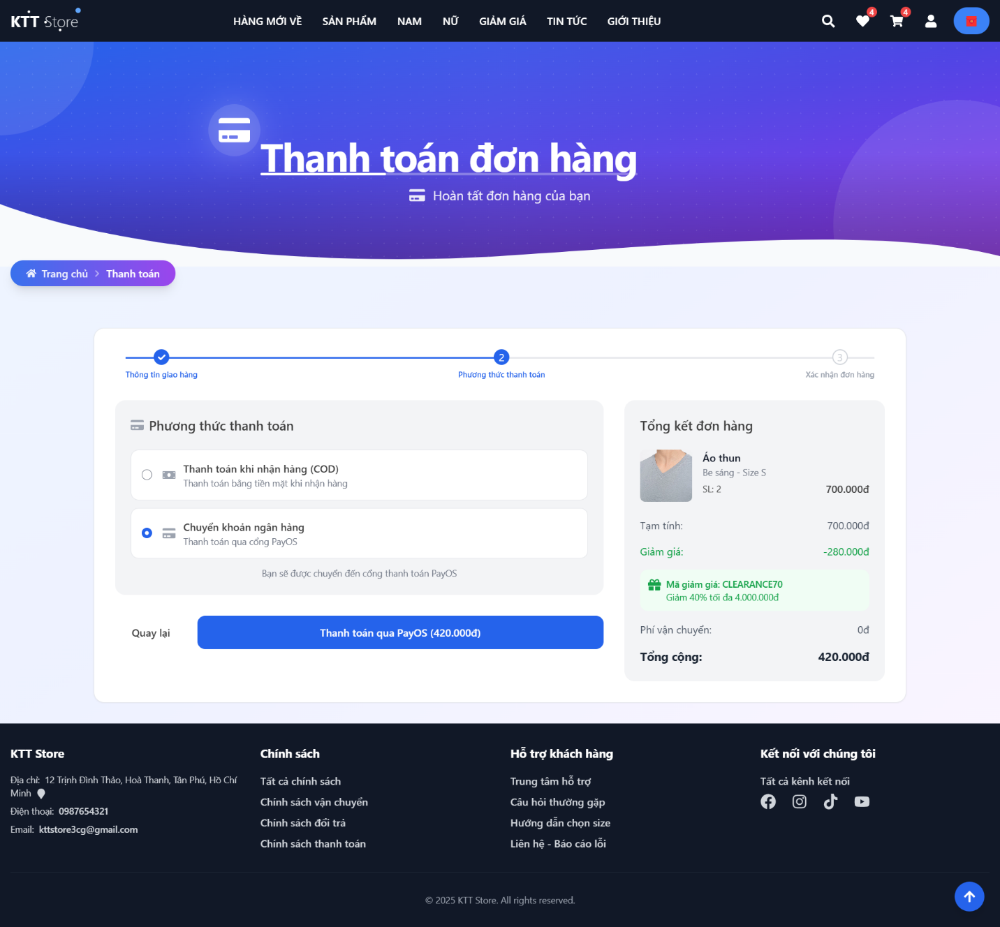 KTT Store
HÀNG MỚI VỀ
SẢN PHẨM
NAM
NỮ
GIẢM GIÁ
TIN TỨC
GIỚI THIỆU
4
4
Thanh toán đơn hàng
Hoàn tất đơn hàng của bạn
Trang chủ
Thanh toán
Thông tin giao hàng
2
Phương thức thanh toán
3
Xác nhận đơn hàng
Phương thức thanh toán
Thanh toán khi nhận hàng (COD)
Thanh toán bằng tiền mặt khi nhận hàng
Chuyển khoản ngân hàng
Thanh toán qua cổng PayOS
Bạn sẽ được chuyển đến cổng thanh toán PayOS
Quay lại
Thanh toán qua PayOS (420.000đ)
Tổng kết đơn hàng
Áo thun
Be sáng - Size S
SL: 2
700.000đ
Tạm tính:
700.000đ
Giảm giá:
-280.000đ
Mã giảm giá: CLEARANCE70
Giảm 40% tối đa 4.000.000đ
Phí vận chuyển:
0đ
Tổng cộng:
420.000đ
KTT Store
Địa chỉ: 12 Trịnh Đình Thảo, Hoà Thanh, Tân Phú, Hồ Chí
Minh
Điện thoại: 0987654321
Email: kttstore3cg@gmail.com
Chính sách
Tất cả chính sách
Chính sách vận chuyển
Chính sách đổi trả
Chính sách thanh toán
Hỗ trợ khách hàng
Trung tâm hỗ trợ
Câu hỏi thường gặp
Hướng dẫn chọn size
Liên hệ - Báo cáo lỗi
Kết nối với chúng tôi
Tất cả kênh kết nối
© 2025 KTT Store. All rights reserved.